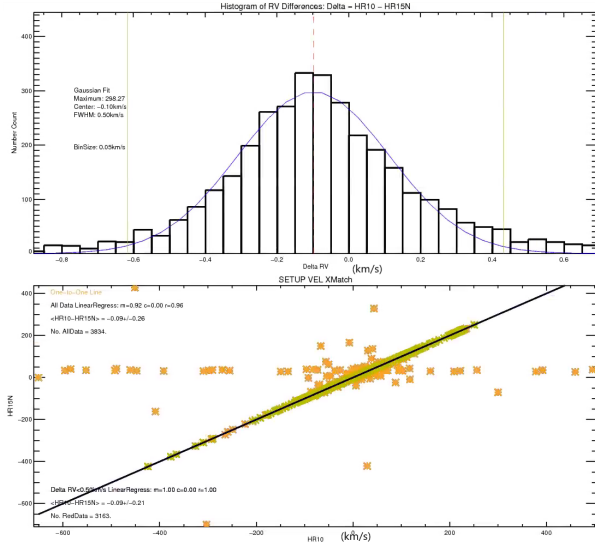 Histogram of RV Differences: Delta = HR10 − HR15N
400
300
200
100
0
Number Count
Gaussian Fit
Maximum: 298.27
Center: −0.10km/s
FWHM: 0.50km/s
BinSize: 0.05km/s
−0.8
−0.6
−0.4
−0.2
0.0
0.2
0.4
0.6
Delta RV
(km/s)
SETUP VEL XMatch
400
200
0
−200
−400
−600
HR15N
One−to−One Line
All Data LinearRegress: m=0.92 c=0.00 r=0.96
<HR10−HR15N> = −0.09+/−0.26
No. AllData = 3834.
Delta RV<0.50km/s LinearRegress: m=1.00 c=0.00 r=1.00
<HR10−HR15N> = −0.09+/−0.21
No. RedData = 3163.
−600
−400
−200
0
200
400
HR10
(km/s)